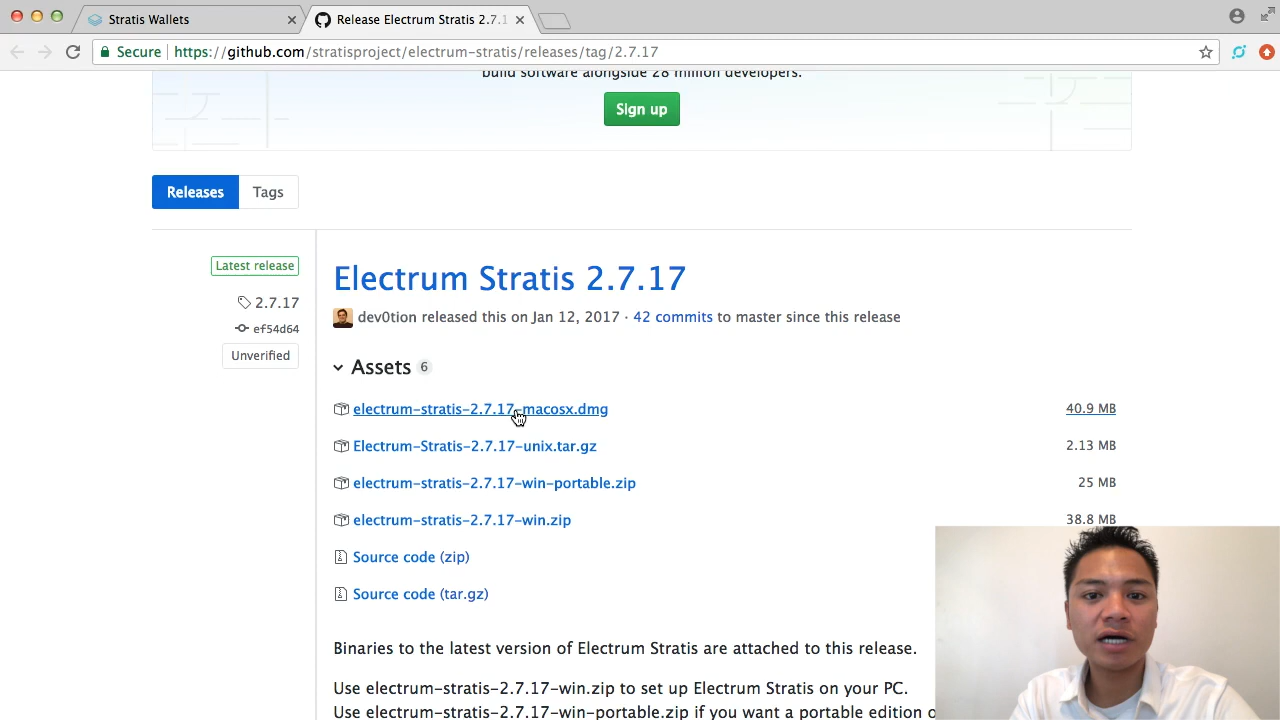 Stratis Wallets
Release Electrum Stratis 2.7.1
Secure https://github.com/stratisproject/electrum-stratis/releases/tag/2.7.17
build software alongside 28 million developers.
Sign up
Releases Tags
Latest release
2.7.17
ef54d64
Unverified
Electrum Stratis 2.7.17
dev0tion released this on Jan 12, 2017 · 42 commits to master since this release
Assets 6
electrum-stratis-2.7.17-macosx.dmg 40.9 MB
Electrum-Stratis-2.7.17-unix.tar.gz 2.13 MB
electrum-stratis-2.7.17-win-portable.zip 25 MB
electrum-stratis-2.7.17-win.zip 38.8 MB
Source code (zip)
Source code (tar.gz)
Binaries to the latest version of Electrum Stratis are attached to this release.
Use electrum-stratis-2.7.17-win.zip to set up Electrum Stratis on your PC.
Use electrum-stratis-2.7.17-win-portable.zip if you want a portable edition o